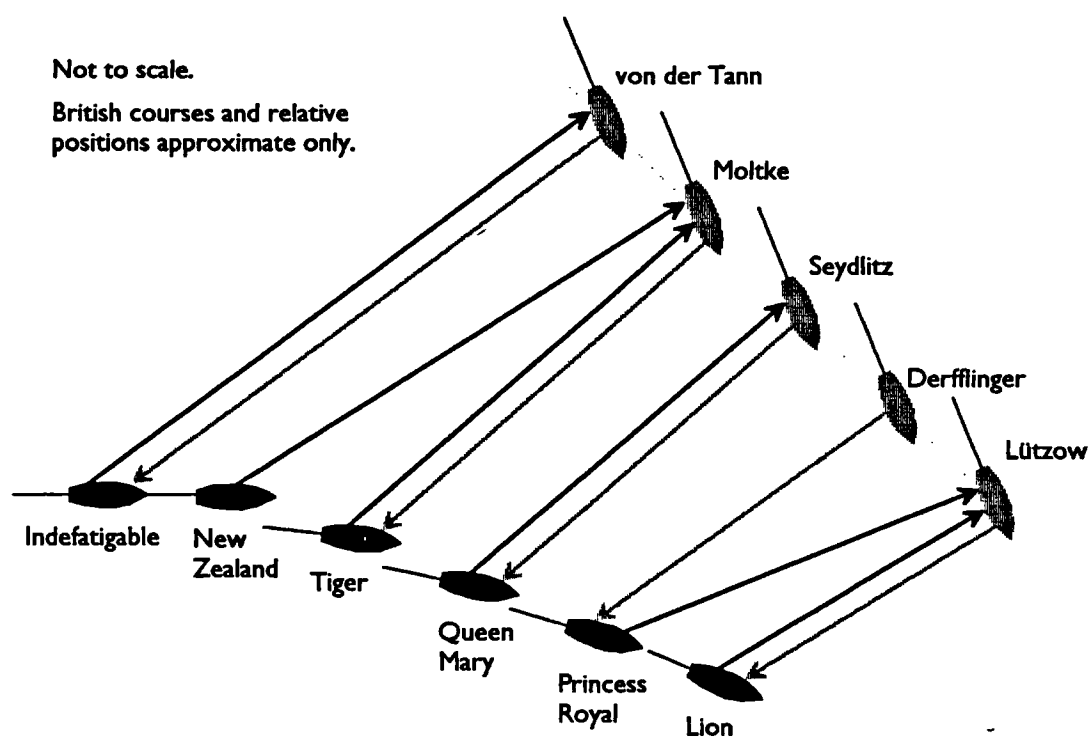 Not to scale.
British courses and relative
positions approximate only.
von der Tann
Moltke
Seydlitz
Derfflinger
Lützow
Indefatigable
New
Zealand
Tiger
Queen
Mary
Princess
Royal
Lion